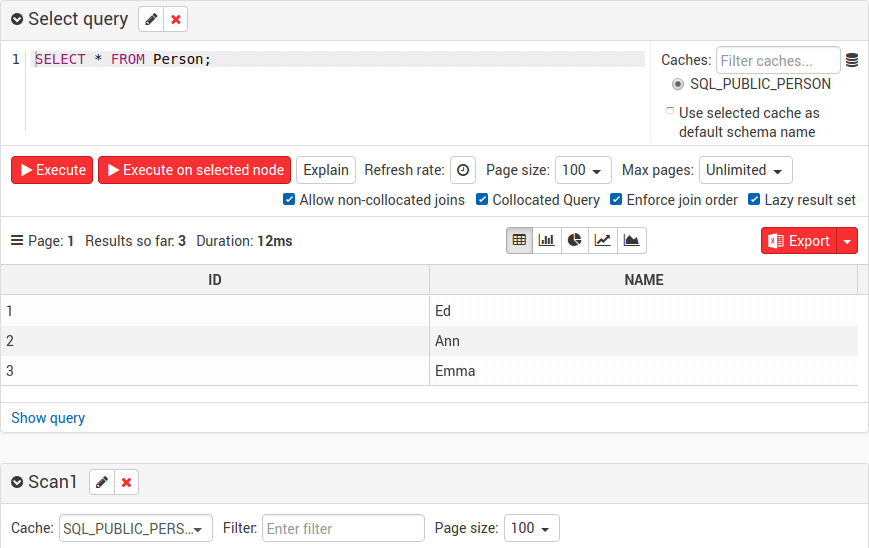 Select query
1 SELECT * FROM Person;
Caches: Filter caches...
SQL_PUBLIC_PERSON
Use selected cache as
default schema name
Execute Execute on selected node Explain Refresh rate: Page size: 100 Max pages: Unlimited
Allow non-collocated joins Collocated Query Enforce join order Lazy result set
Page: 1 Results so far: 3 Duration: 12ms Export
ID NAME
1 Ed
2 Ann
3 Emma
Show query
Scan1
Cache: SQL_PUBLIC_PERS... Filter: Enter filter Page size: 100